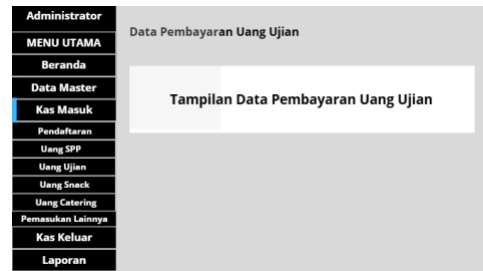 Administrator
MENU UTAMA
Beranda
Data Master
Kas Masuk
Pendaftaran
Uang SPP
Uang Ujian
Uang Snack
Uang Catering
Pemasukan Lainnya
Kas Keluar
Laporan
Data Pembayaran Uang Ujian
Tampilan Data Pembayaran Uang Ujian